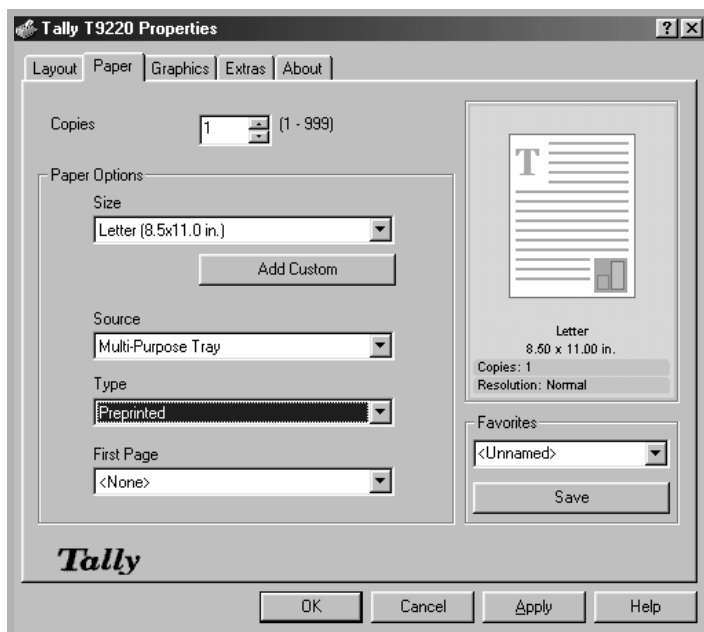 Tally T9220 Properties
Layout Paper Graphics Extras About
Copies 1 (1 - 999)
Paper Options
Size
Letter (8.5x11.0 in.)
Add Custom
Source
Multi-Purpose Tray
Type
Preprinted
First Page
<None>
T
Letter
8.50 x 11.00 in.
Copies: 1
Resolution: Normal
Favorites
<Unnamed>
Save
Tally
OK Cancel Apply Help